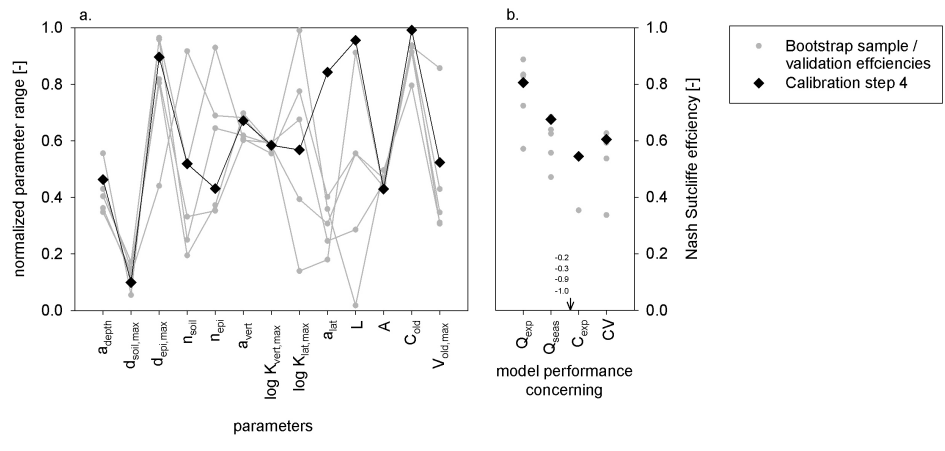 a.
b.
1.0
0.8
0.6
0.4
0.2
0.0
normalized parameter range [-]
a_depth
d_soil,max
d_epi,max
n_soil
n_epi
a_vert
log K_vert,max
log K_lat,max
a_lat
L
A
C_old
V_old,max
parameters
-0.2
-0.3
-0.9
-1.0
Q_exp
Q_seas
C_exp
CV
model performance
concerning
1.0
0.8
0.6
0.4
0.2
0.0
Nash Sutcliffe effciency [-]
Bootstrap sample /
validation effciencies
Calibration step 4